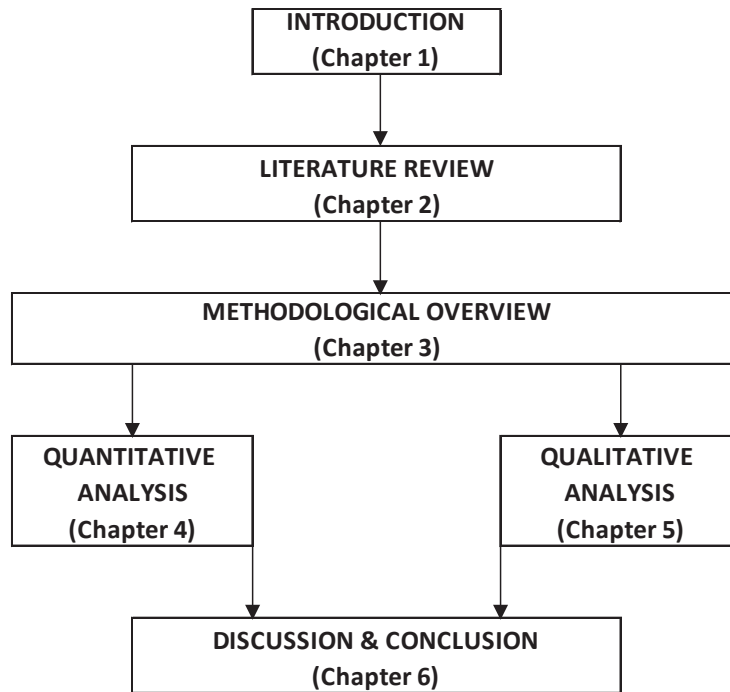 INTRODUCTION
(Chapter 1)
LITERATURE REVIEW
(Chapter 2)
METHODOLOGICAL OVERVIEW
(Chapter 3)
QUANTITATIVE
ANALYSIS
(Chapter 4)
QUALITATIVE
ANALYSIS
(Chapter 5)
DISCUSSION & CONCLUSION
(Chapter 6)